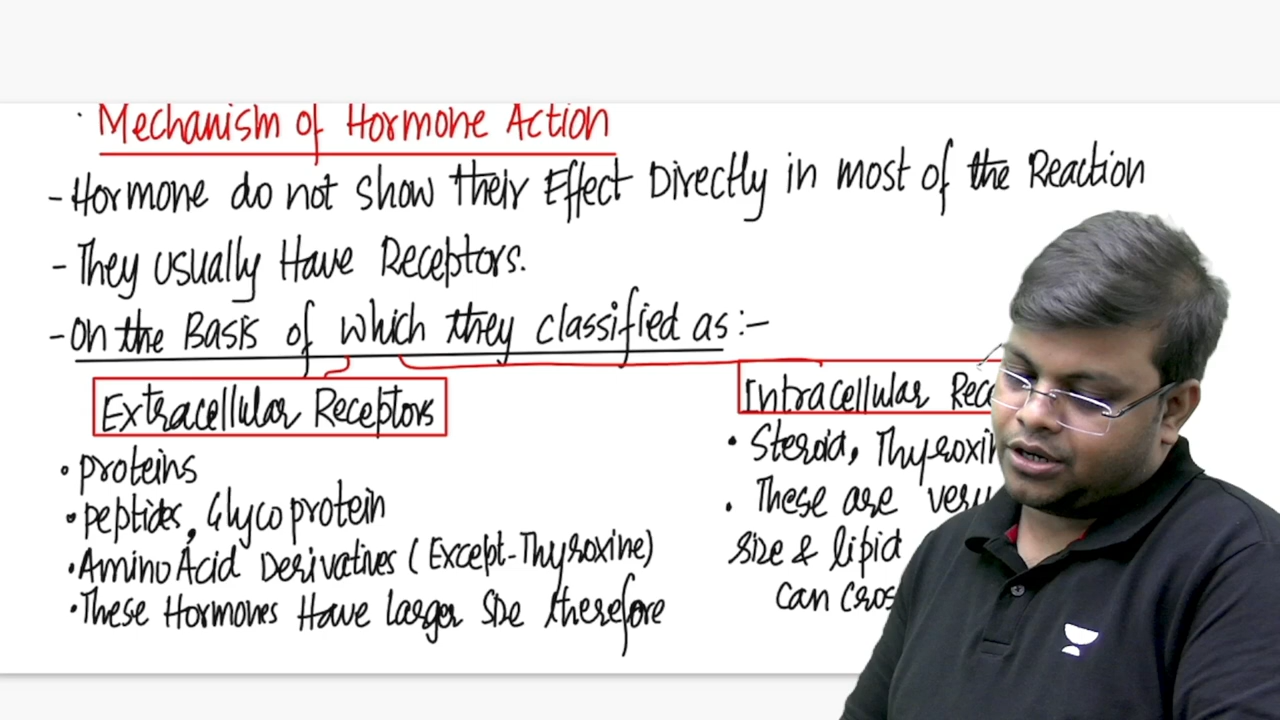 Mechanism of Hormone Action
- Hormone do not show their Effect Directly in most of the Reaction
- They usually Have Receptors.
- On the Basis of which they classified as :-
Extracellular Receptors
• proteins
• peptides, Glycoprotein
• Amino Acid Derivatives (Except-Thyroxine)
• These Hormones Have larger Size therefore
Intracellular
• Steroid,
• These are
size & lipid
can